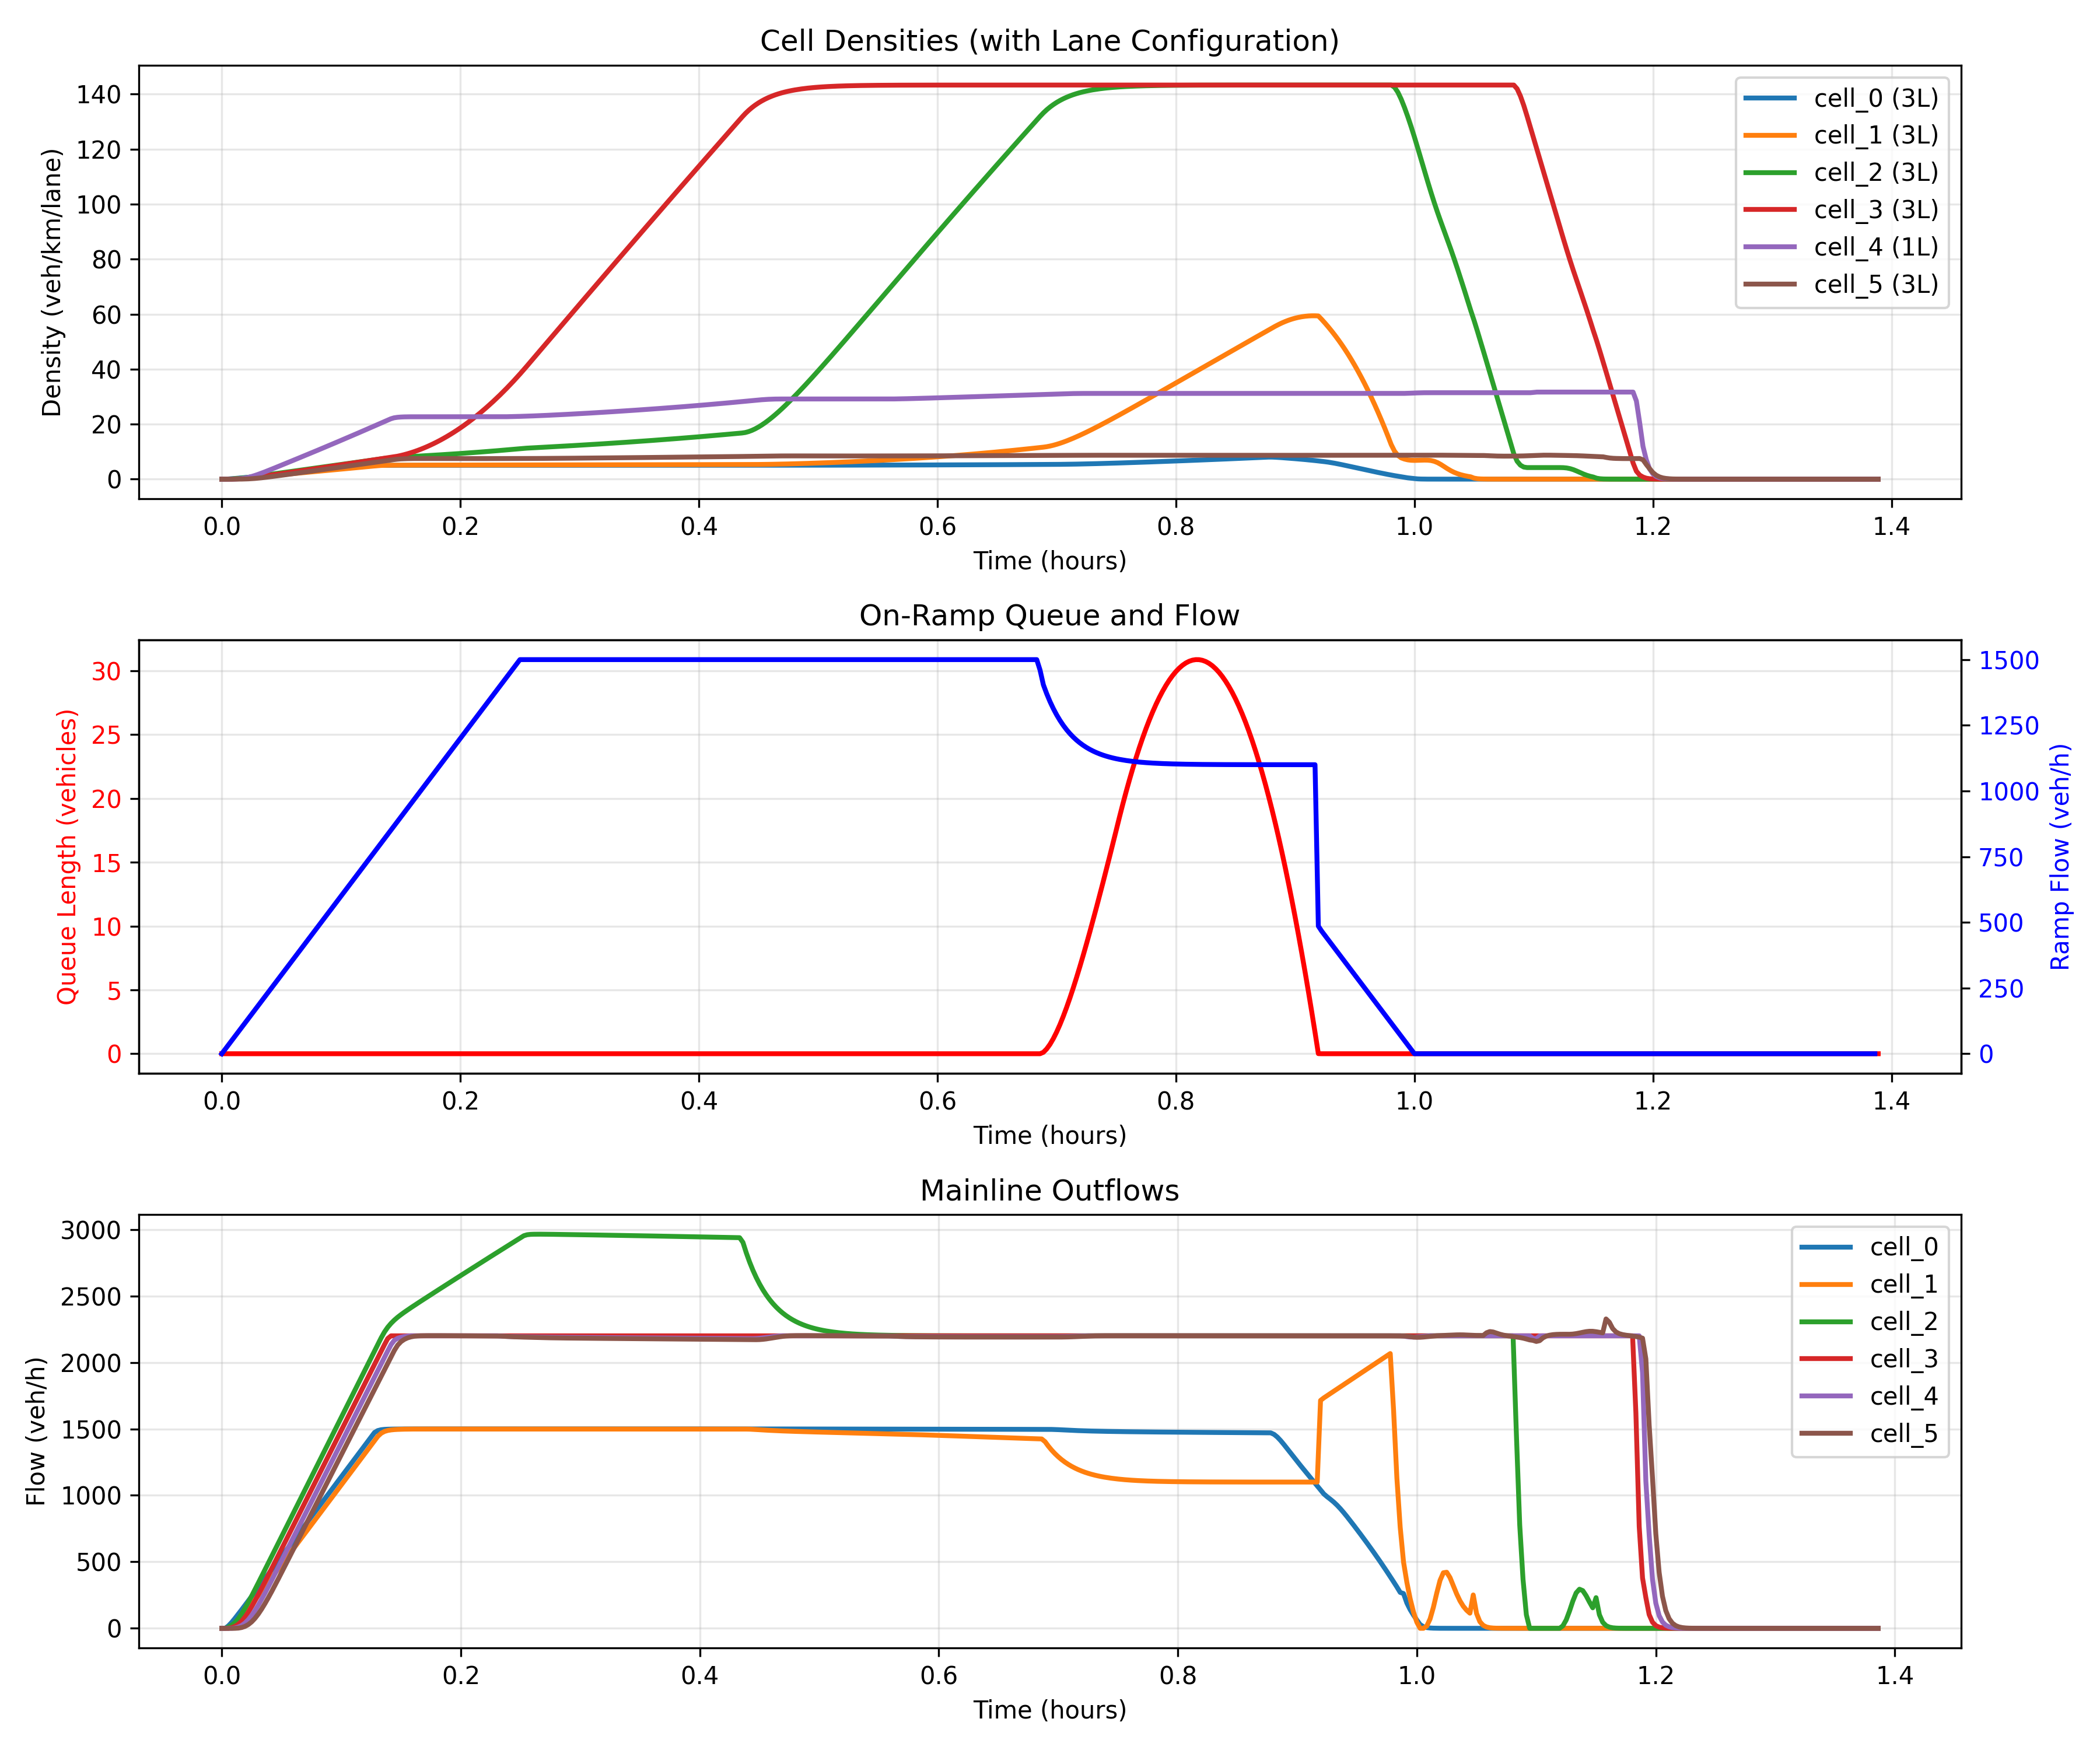 Cell Densities (with Lane Configuration)
Density (veh/km/lane)
140
120
100
80
60
40
20
0
cell_0 (3L)
cell_1 (3L)
cell_2 (3L)
cell_3 (3L)
cell_4 (1L)
cell_5 (3L)
0.0 0.2 0.4 0.6 0.8 1.0 1.2 1.4
Time (hours)
On-Ramp Queue and Flow
Queue Length (vehicles)
30
25
20
15
10
5
0
1500
1250
1000
750
500
250
0
Ramp Flow (veh/h)
0.0 0.2 0.4 0.6 0.8 1.0 1.2 1.4
Time (hours)
Mainline Outflows
Flow (veh/h)
3000
2500
2000
1500
1000
500
0
cell_0
cell_1
cell_2
cell_3
cell_4
cell_5
0.0 0.2 0.4 0.6 0.8 1.0 1.2 1.4
Time (hours)